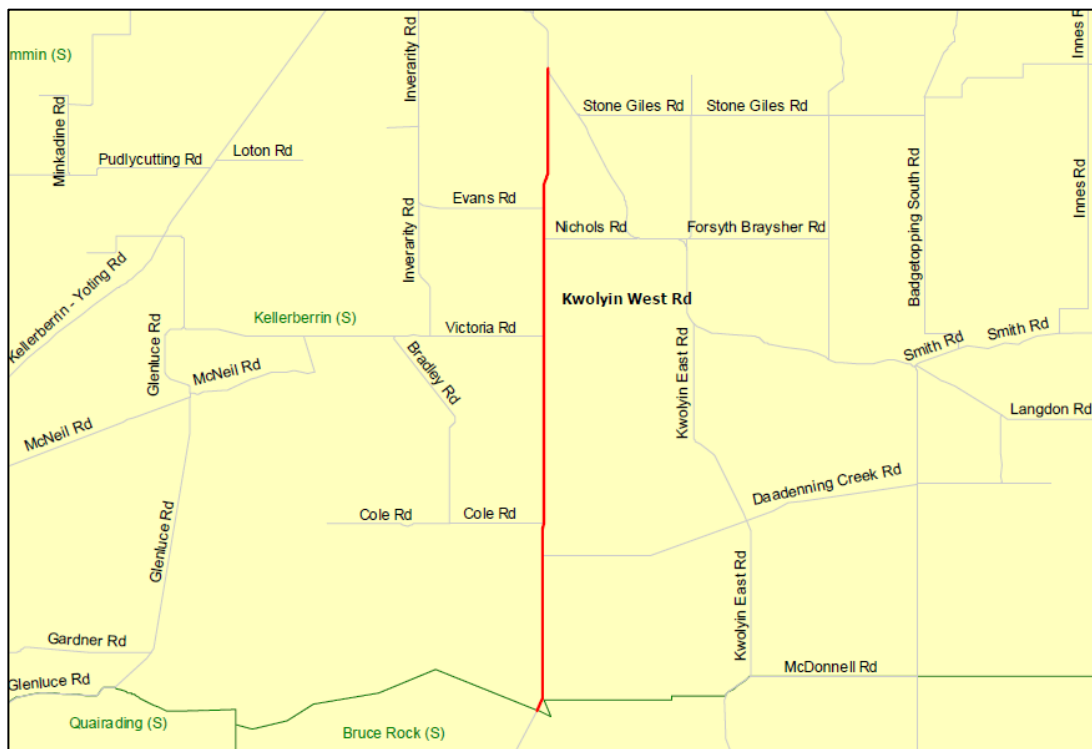 mmin (S)
Minkadine Rd
Pudlycutting Rd
Loton Rd
Inverarity Rd
Stone Giles Rd
Stone Giles Rd
Innes Rd
Evans Rd
Inverarity Rd
Nichols Rd
Forsyth Braysher Rd
Badgetopping South Rd
Innes Rd
Kellerberrin - Yoting Rd
Kellerberrin (S)
Kwolyin West Rd
Victoria Rd
Glenluce Rd
McNeil Rd
Bradley Rd
Kwolyin East Rd
Smith Rd
Smith Rd
McNeil Rd
Langdon Rd
Daadenning Creek Rd
Cole Rd
Cole Rd
Glenluce Rd
Kwolyin East Rd
Gardner Rd
McDonnell Rd
Glenluce Rd
Quairading (S)
Bruce Rock (S)